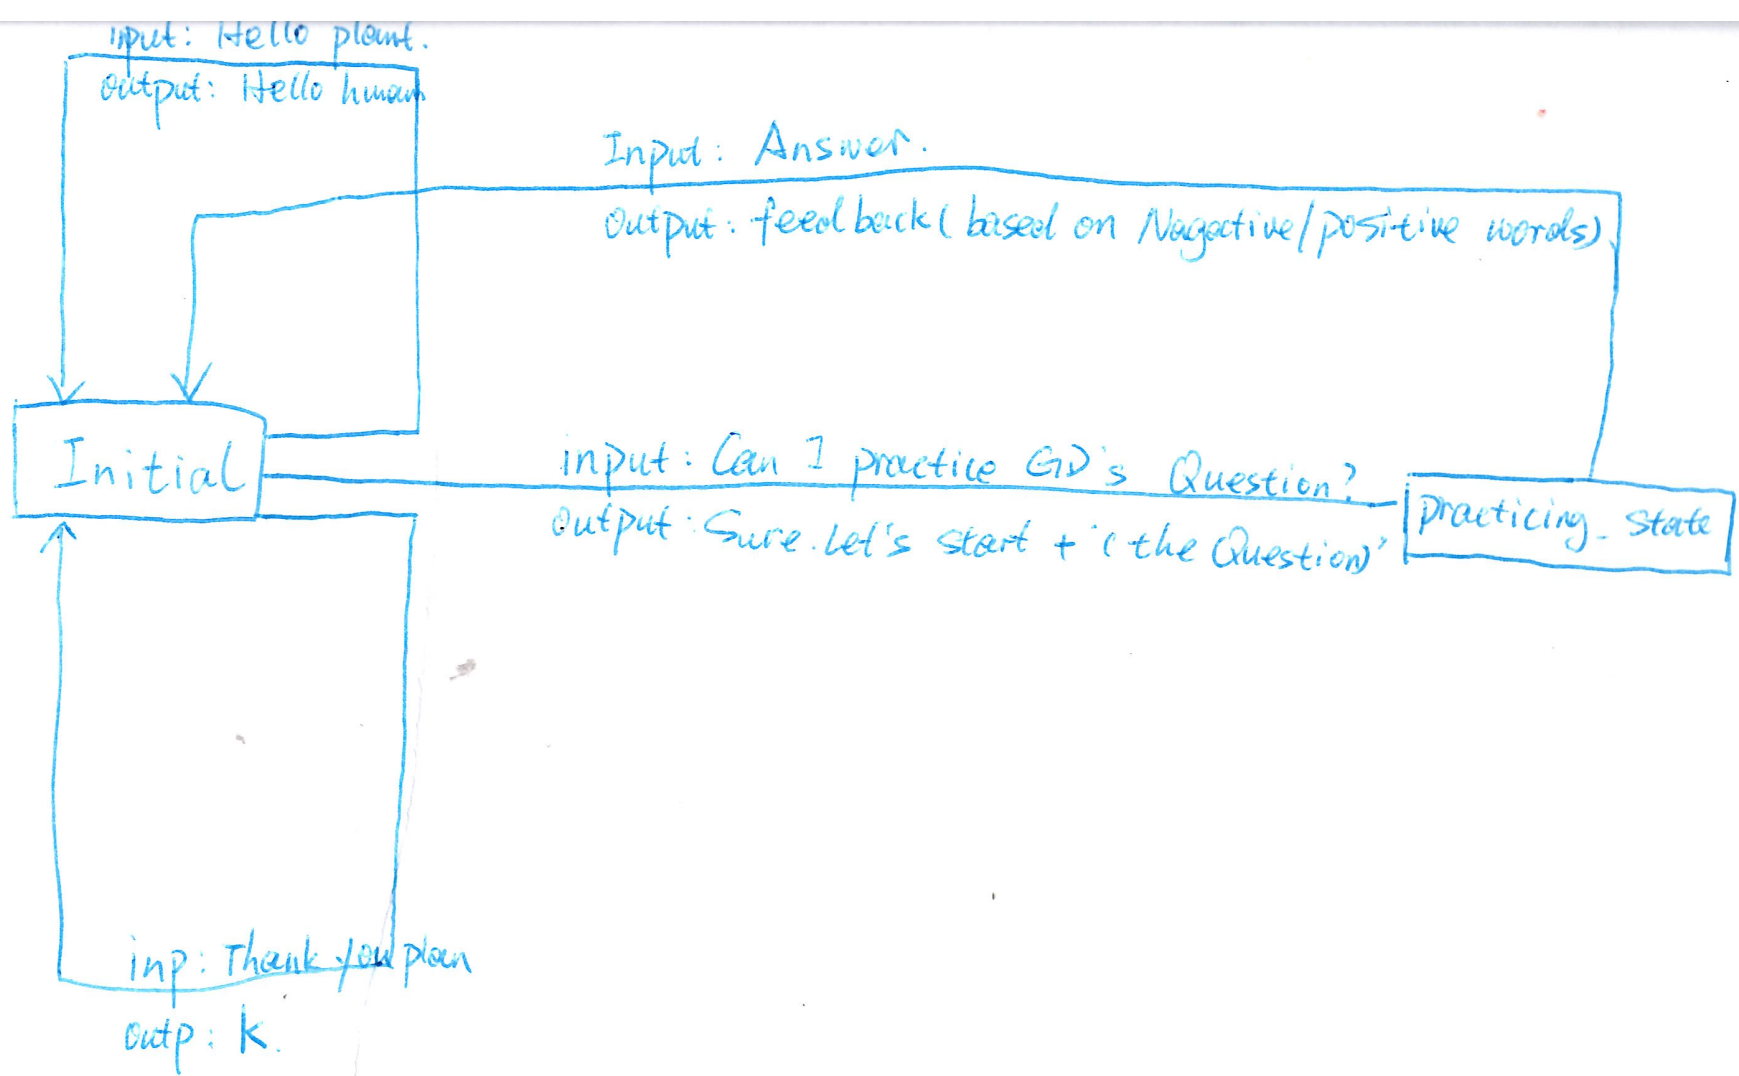 input: Hello plant.
output: Hello human
Input: Answer.
Output: feedback (based on Nagactive/positive words)
Initial
input: Can I practice GD's Question?
output: Sure. Let's start + '(the Question)'
practicing_state
inp: Thank you plan
outp: k.